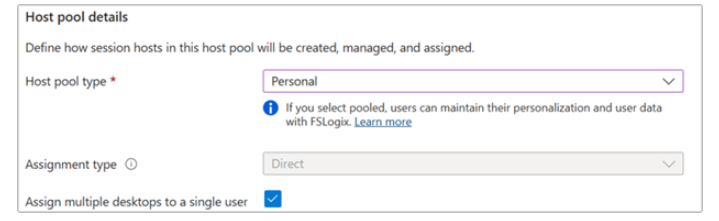 Host pool details
Define how session hosts in this host pool will be created, managed, and assigned.
Host pool type *
Personal
If you select pooled, users can maintain their personalization and user data
with FSLogix. Learn more
Assignment type
Direct
Assign multiple desktops to a single user